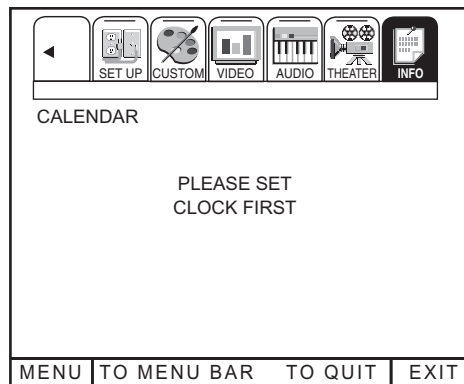 SET UP CUSTOM VIDEO AUDIO THEATER INFO
CALENDAR
PLEASE SET
CLOCK FIRST
MENU TO MENU BAR TO QUIT EXIT